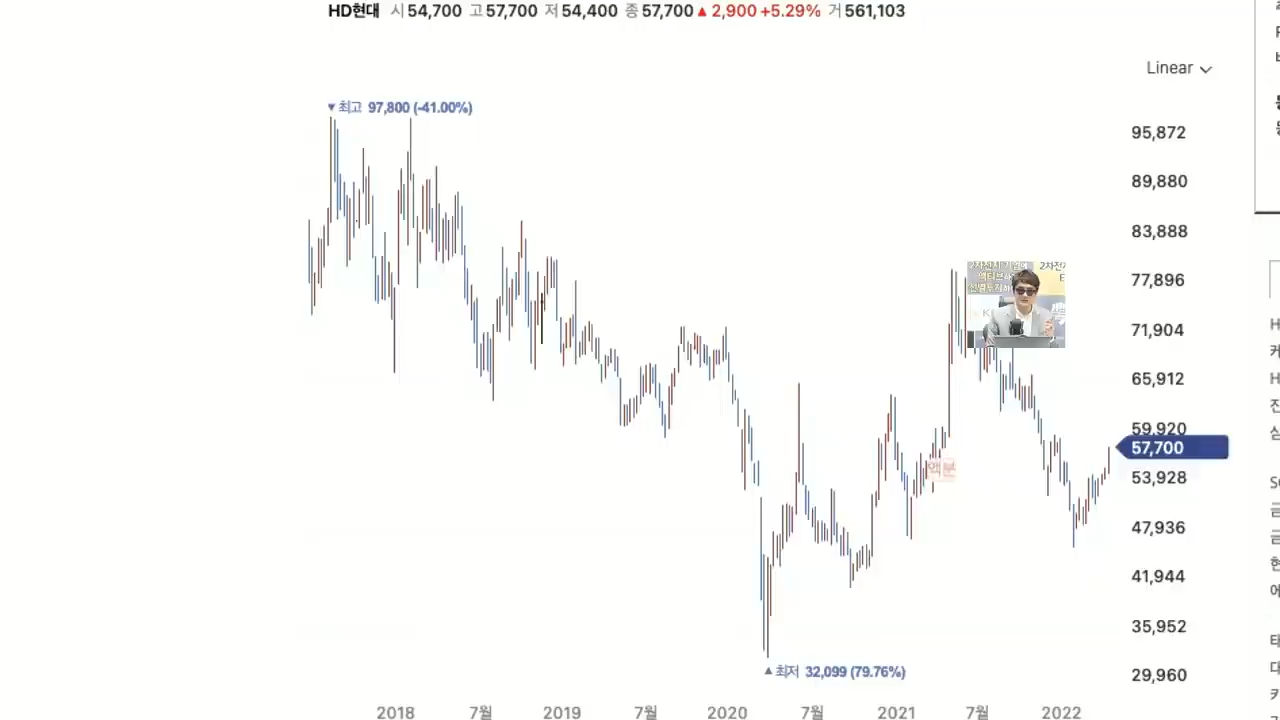 HD현대 시 54,700 고 57,700 저 54,400 종 57,700 ▲ 2,900 +5.29% 거 561,103
Linear
▼최고 97,800 (-41.00%)
95,872
89,880
83,888
77,896
71,904
65,912
59,920
57,700
53,928
47,936
41,944
35,952
29,960
액분
▲최저 32,099 (79.76%)
2018 7월 2019 7월 2020 7월 2021 7월 2022